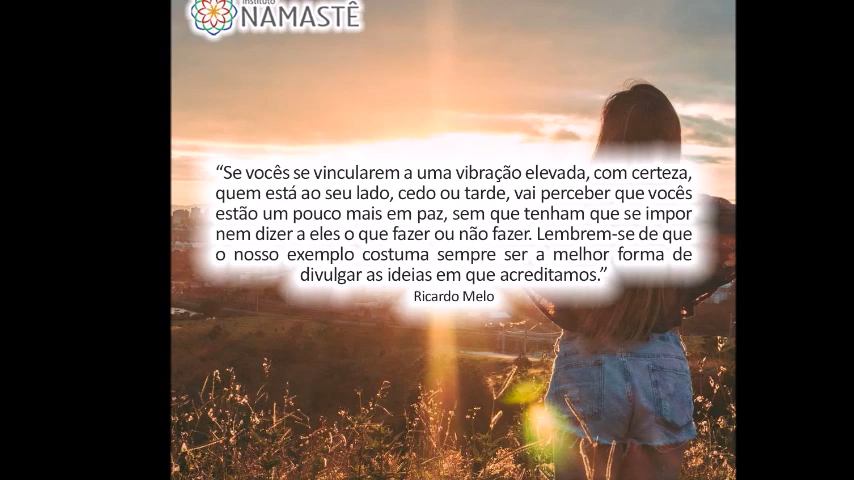 Instituto
NAMASTÊ
“Se vocês se vincularem a uma vibração elevada, com certeza,
quem está ao seu lado, cedo ou tarde, vai perceber que vocês
estão um pouco mais em paz, sem que tenham que se impor
nem dizer a eles o que fazer ou não fazer. Lembrem-se de que
o nosso exemplo costuma sempre ser a melhor forma de
divulgar as ideias em que acreditamos.”
Ricardo Melo